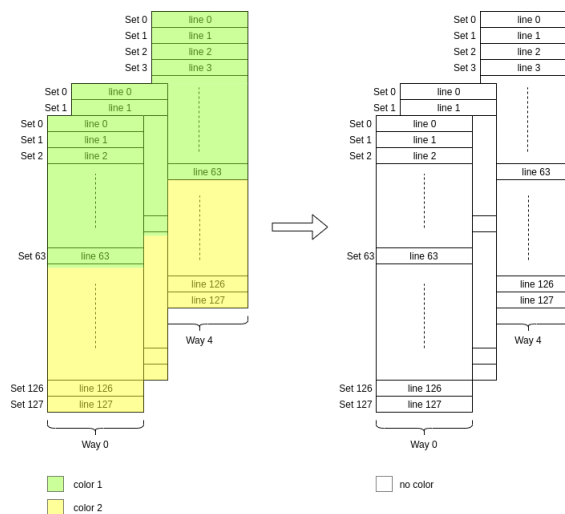 Set 0 line 0
Set 1 line 1
Set 2 line 2
Set 3 line 3
Set 0 line 0
Set 1 line 1
Set 0 line 0
Set 1 line 1
Set 2 line 2
line 63
Set 63 line 63
line 126
line 127
Way 4
Set 126 line 126
Set 127 line 127
Way 0
color 1
color 2
Set 0 line 0
Set 1 line 1
Set 2 line 2
Set 3 line 3
Set 0 line 0
Set 1 line 1
Set 0 line 0
Set 1 line 1
Set 2 line 2
line 63
Set 63 line 63
line 126
line 127
Way 4
Set 126 line 126
Set 127 line 127
Way 0
no color